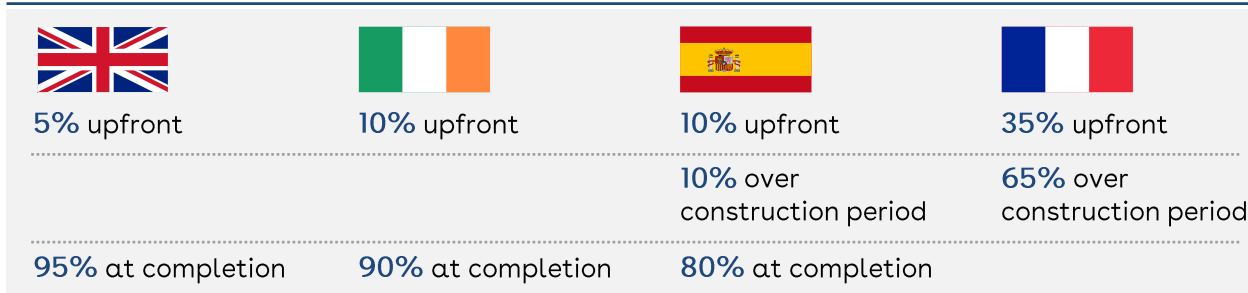 5% upfront
10% upfront
10% upfront
35% upfront
10% over
construction period
65% over
construction period
95% at completion
90% at completion
80% at completion